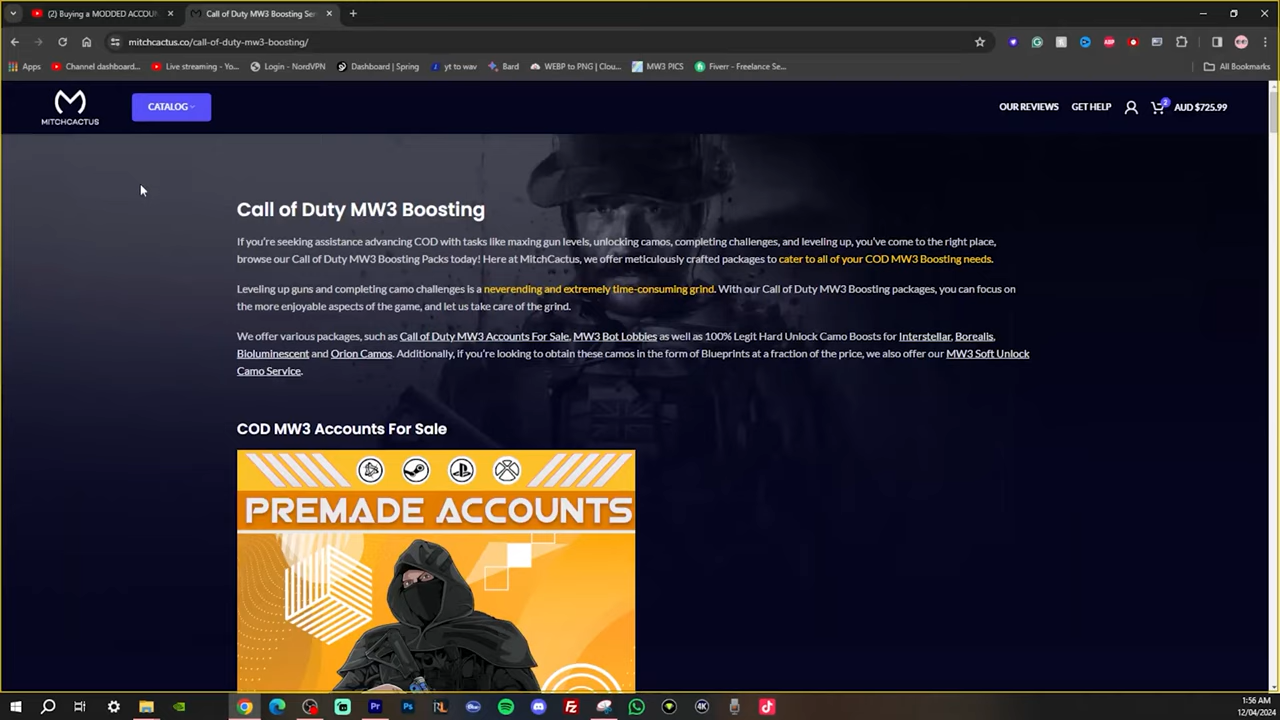 (2) Buying a MODDED ACCOUN
Call of Duty MW3 Boosting Ser
mitchcactus.co/call-of-duty-mw3-boosting/
Apps
Channel dashboard...
Live streaming - Yo...
Login - NordVPN
Dashboard | Spring
yt to wav
Bard
WEBP to PNG | Clou...
MW3 PICS
Fiverr - Freelance Se...
All Bookmarks
MITCHCACTUS
CATALOG
OUR REVIEWS
GET HELP
2
AUD $725.99
Call of Duty MW3 Boosting
If you're seeking assistance advancing COD with tasks like maxing gun levels, unlocking camos, completing challenges, and leveling up, you've come to the right place,
browse our Call of Duty MW3 Boosting Packs today! Here at MitchCactus, we offer meticulously crafted packages to cater to all of your COD MW3 Boosting needs.
Leveling up guns and completing camo challenges is a neverending and extremely time-consuming grind. With our Call of Duty MW3 Boosting packages, you can focus on
the more enjoyable aspects of the game, and let us take care of the grind.
We offer various packages, such as Call of Duty MW3 Accounts For Sale, MW3 Bot Lobbies as well as 100% Legit Hard Unlock Camo Boosts for Interstellar, Borealis,
Bioluminescent and Orion Camos. Additionally, if you're looking to obtain these camos in the form of Blueprints at a fraction of the price, we also offer our MW3 Soft Unlock
Camo Service.
COD MW3 Accounts For Sale
PREMADE ACCOUNTS
1:56 AM
12/04/2024